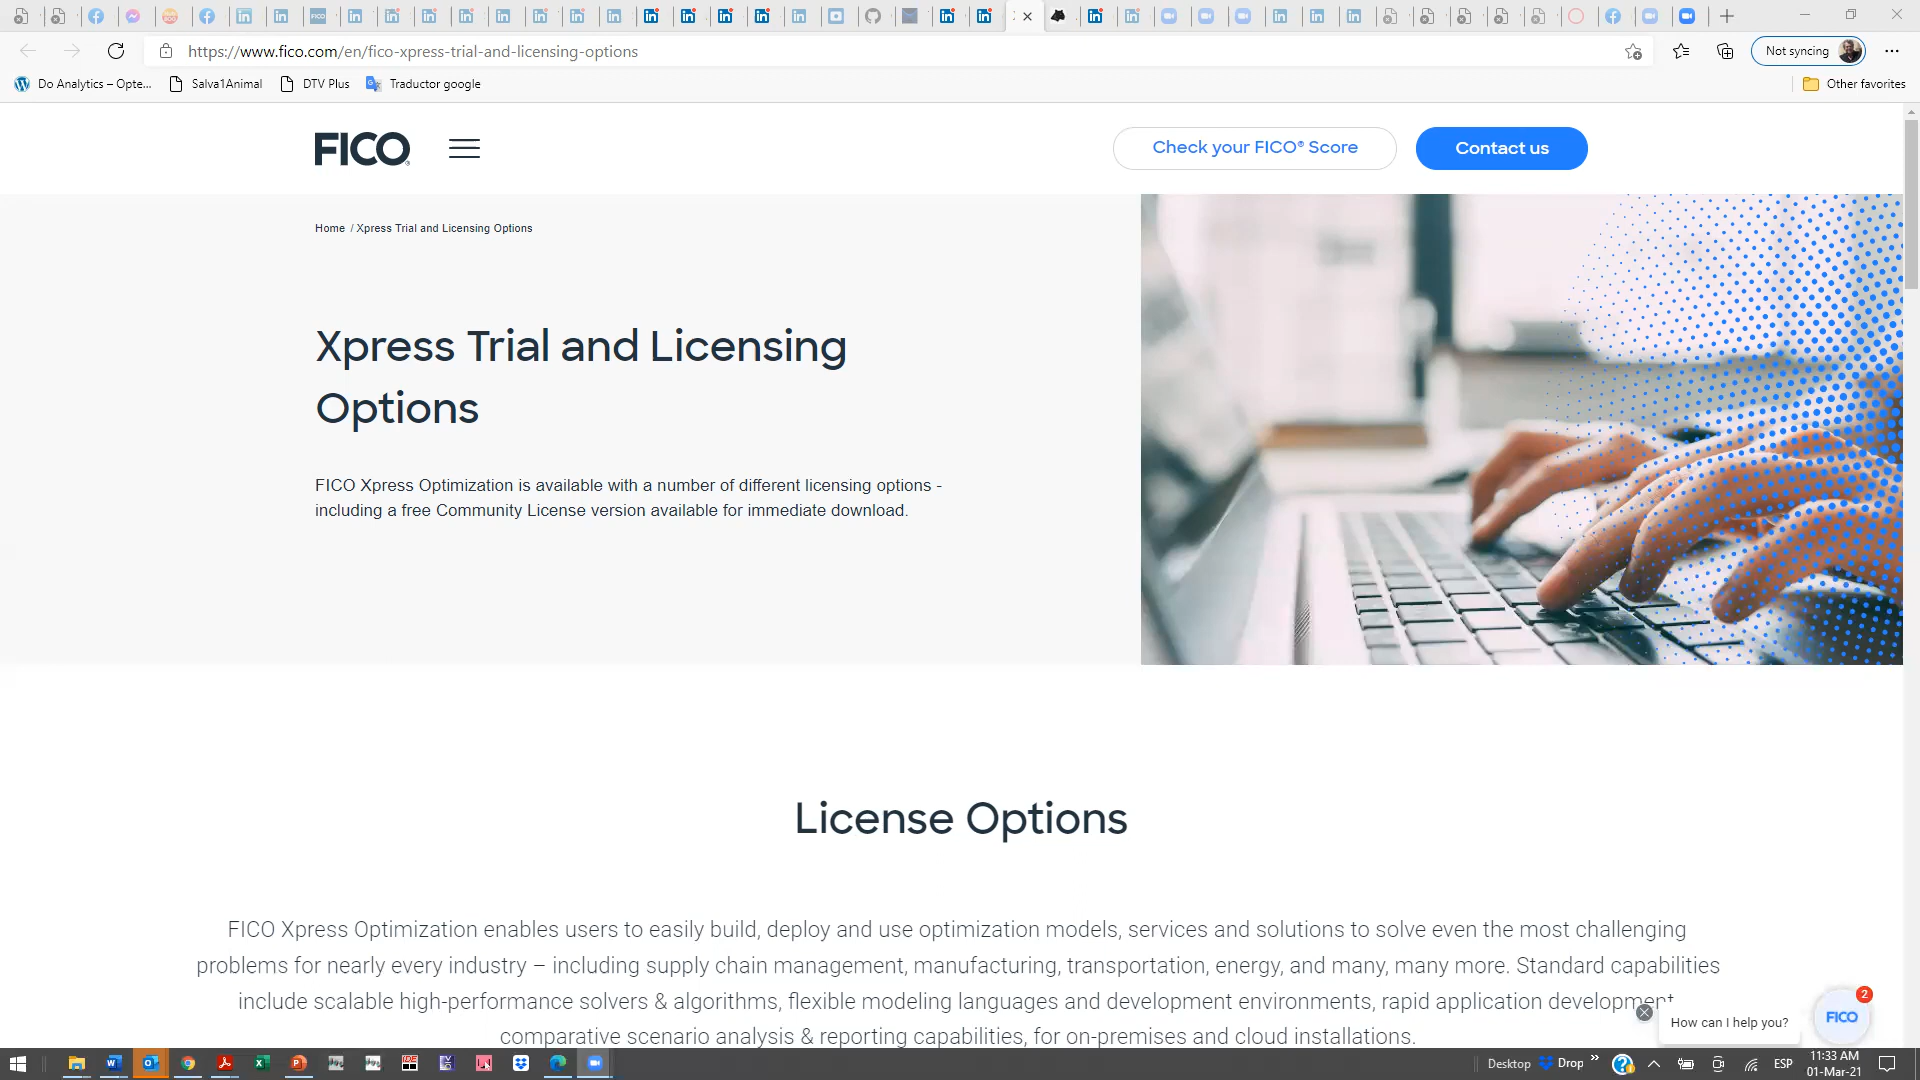 https://www.fico.com/en/fico-xpress-trial-and-licensing-options
Not syncing
Do Analytics – Opte...
Salva1Animal
DTV Plus
Traductor google
Other favorites
FICO
Check your FICO® Score
Contact us
Home / Xpress Trial and Licensing Options
Xpress Trial and Licensing
Options
FICO Xpress Optimization is available with a number of different licensing options -
including a free Community License version available for immediate download.
License Options
FICO Xpress Optimization enables users to easily build, deploy and use optimization models, services and solutions to solve even the most challenging
problems for nearly every industry – including supply chain management, manufacturing, transportation, energy, and many, many more. Standard capabilities
include scalable high-performance solvers & algorithms, flexible modeling languages and development environments, rapid application development,
comparative scenario analysis & reporting capabilities, for on-premises and cloud installations.
How can I help you?
FICO
2
Desktop
Drop
ESP
11:33 AM
01-Mar-21